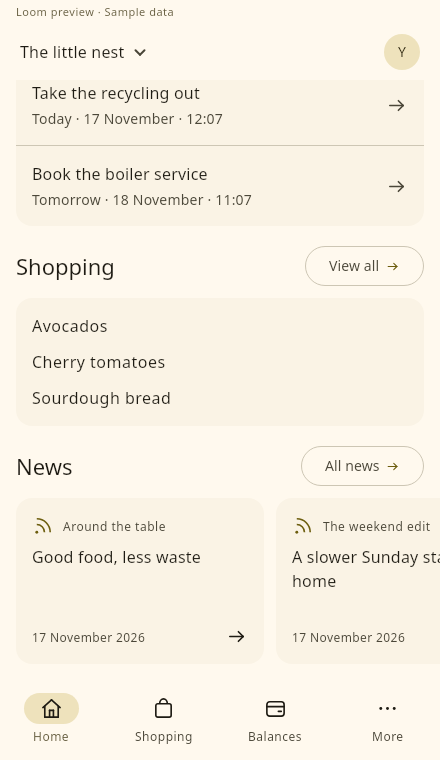 Loom preview · Sample data
The little nest
Y
Take the recycling out
Today · 17 November · 12:07
Book the boiler service
Tomorrow · 18 November · 11:07
Shopping
View all
Avocados
Cherry tomatoes
Sourdough bread
News
All news
Around the table
Good food, less waste
17 November 2026
The weekend edit
A slower Sunday sta
home
17 November 2026
Home
Shopping
Balances
More